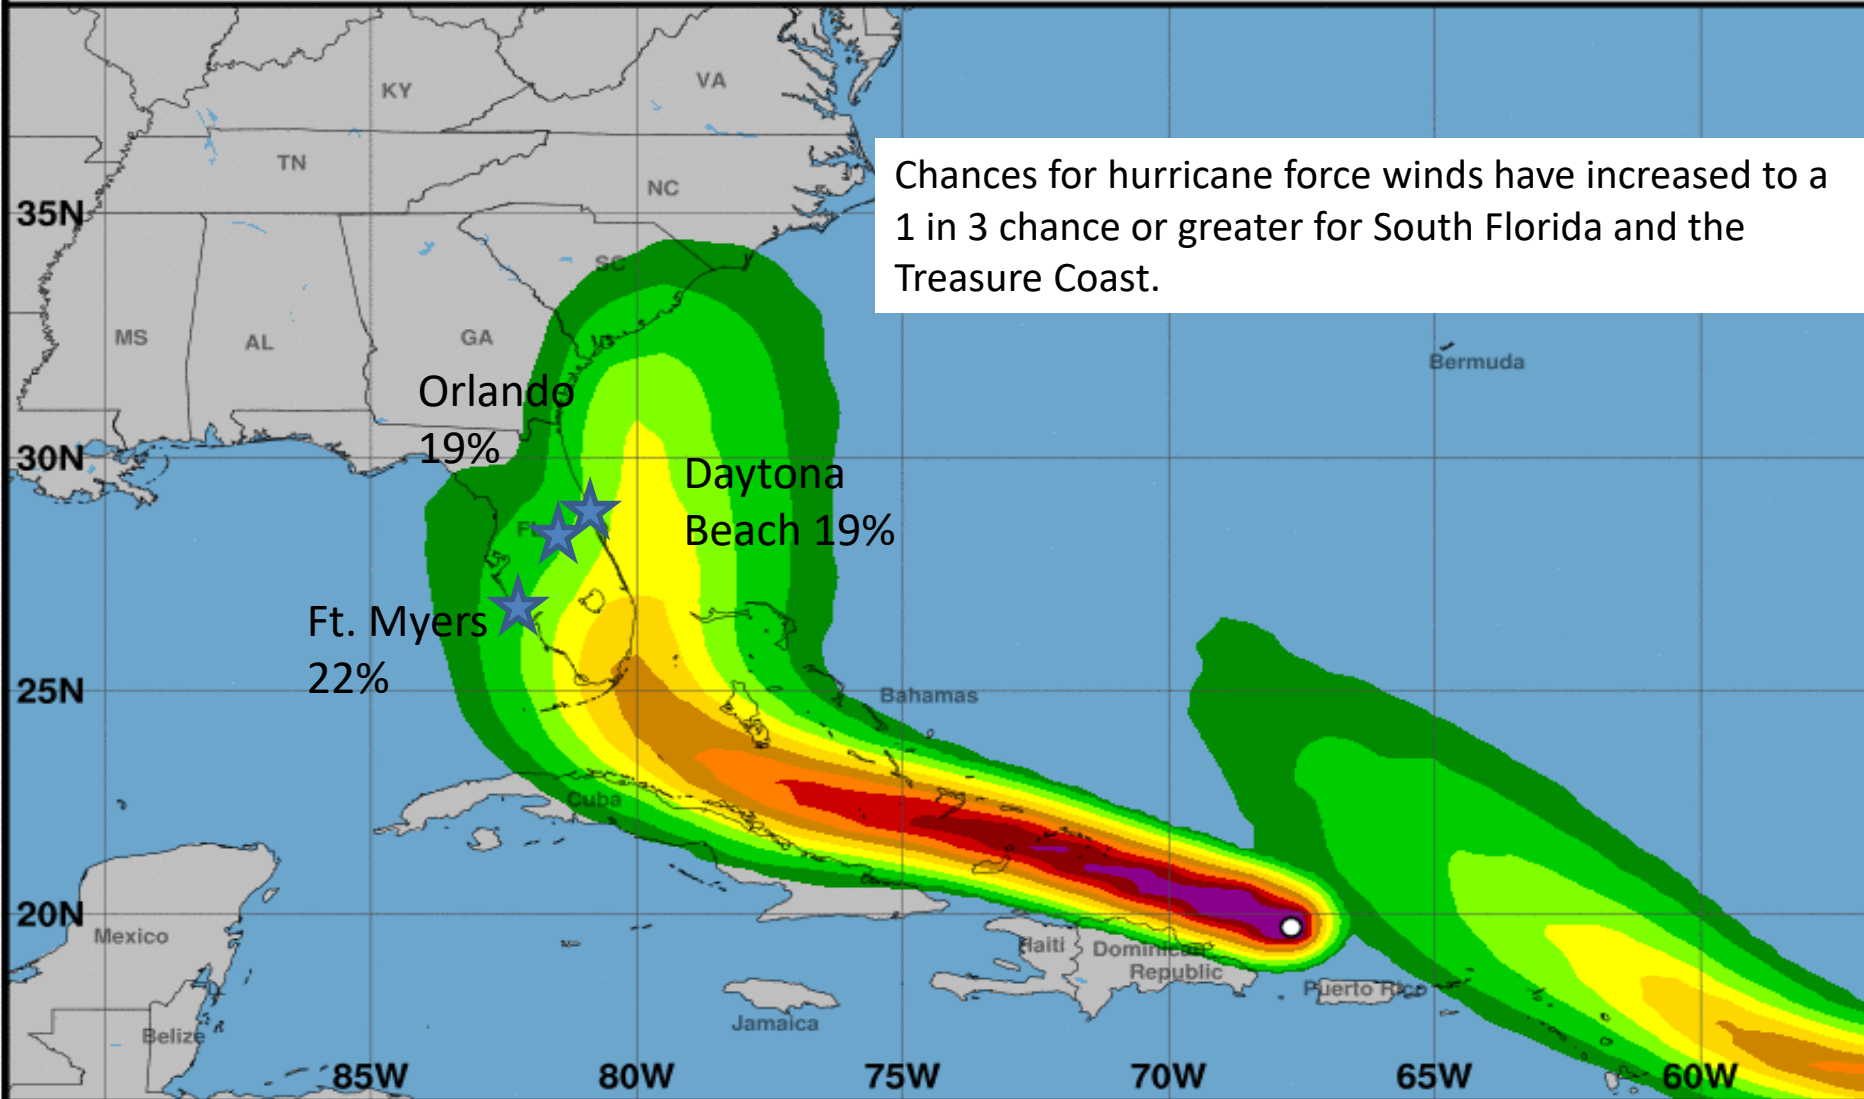 KY
VA
TN
NC
Chances for hurricane force winds have increased to a
1 in 3 chance or greater for South Florida and the
Treasure Coast.
35N
SC
MS
AL
GA
Bermuda
Orlando
19%
30N
Daytona
Beach 19%
Ft. Myers
22%
25N
Bahamas
Cuba
20N
Mexico
Haiti
Dominican
Republic
Puerto Rico
Jamaica
Belize
85W
80W
75W
70W
65W
60W